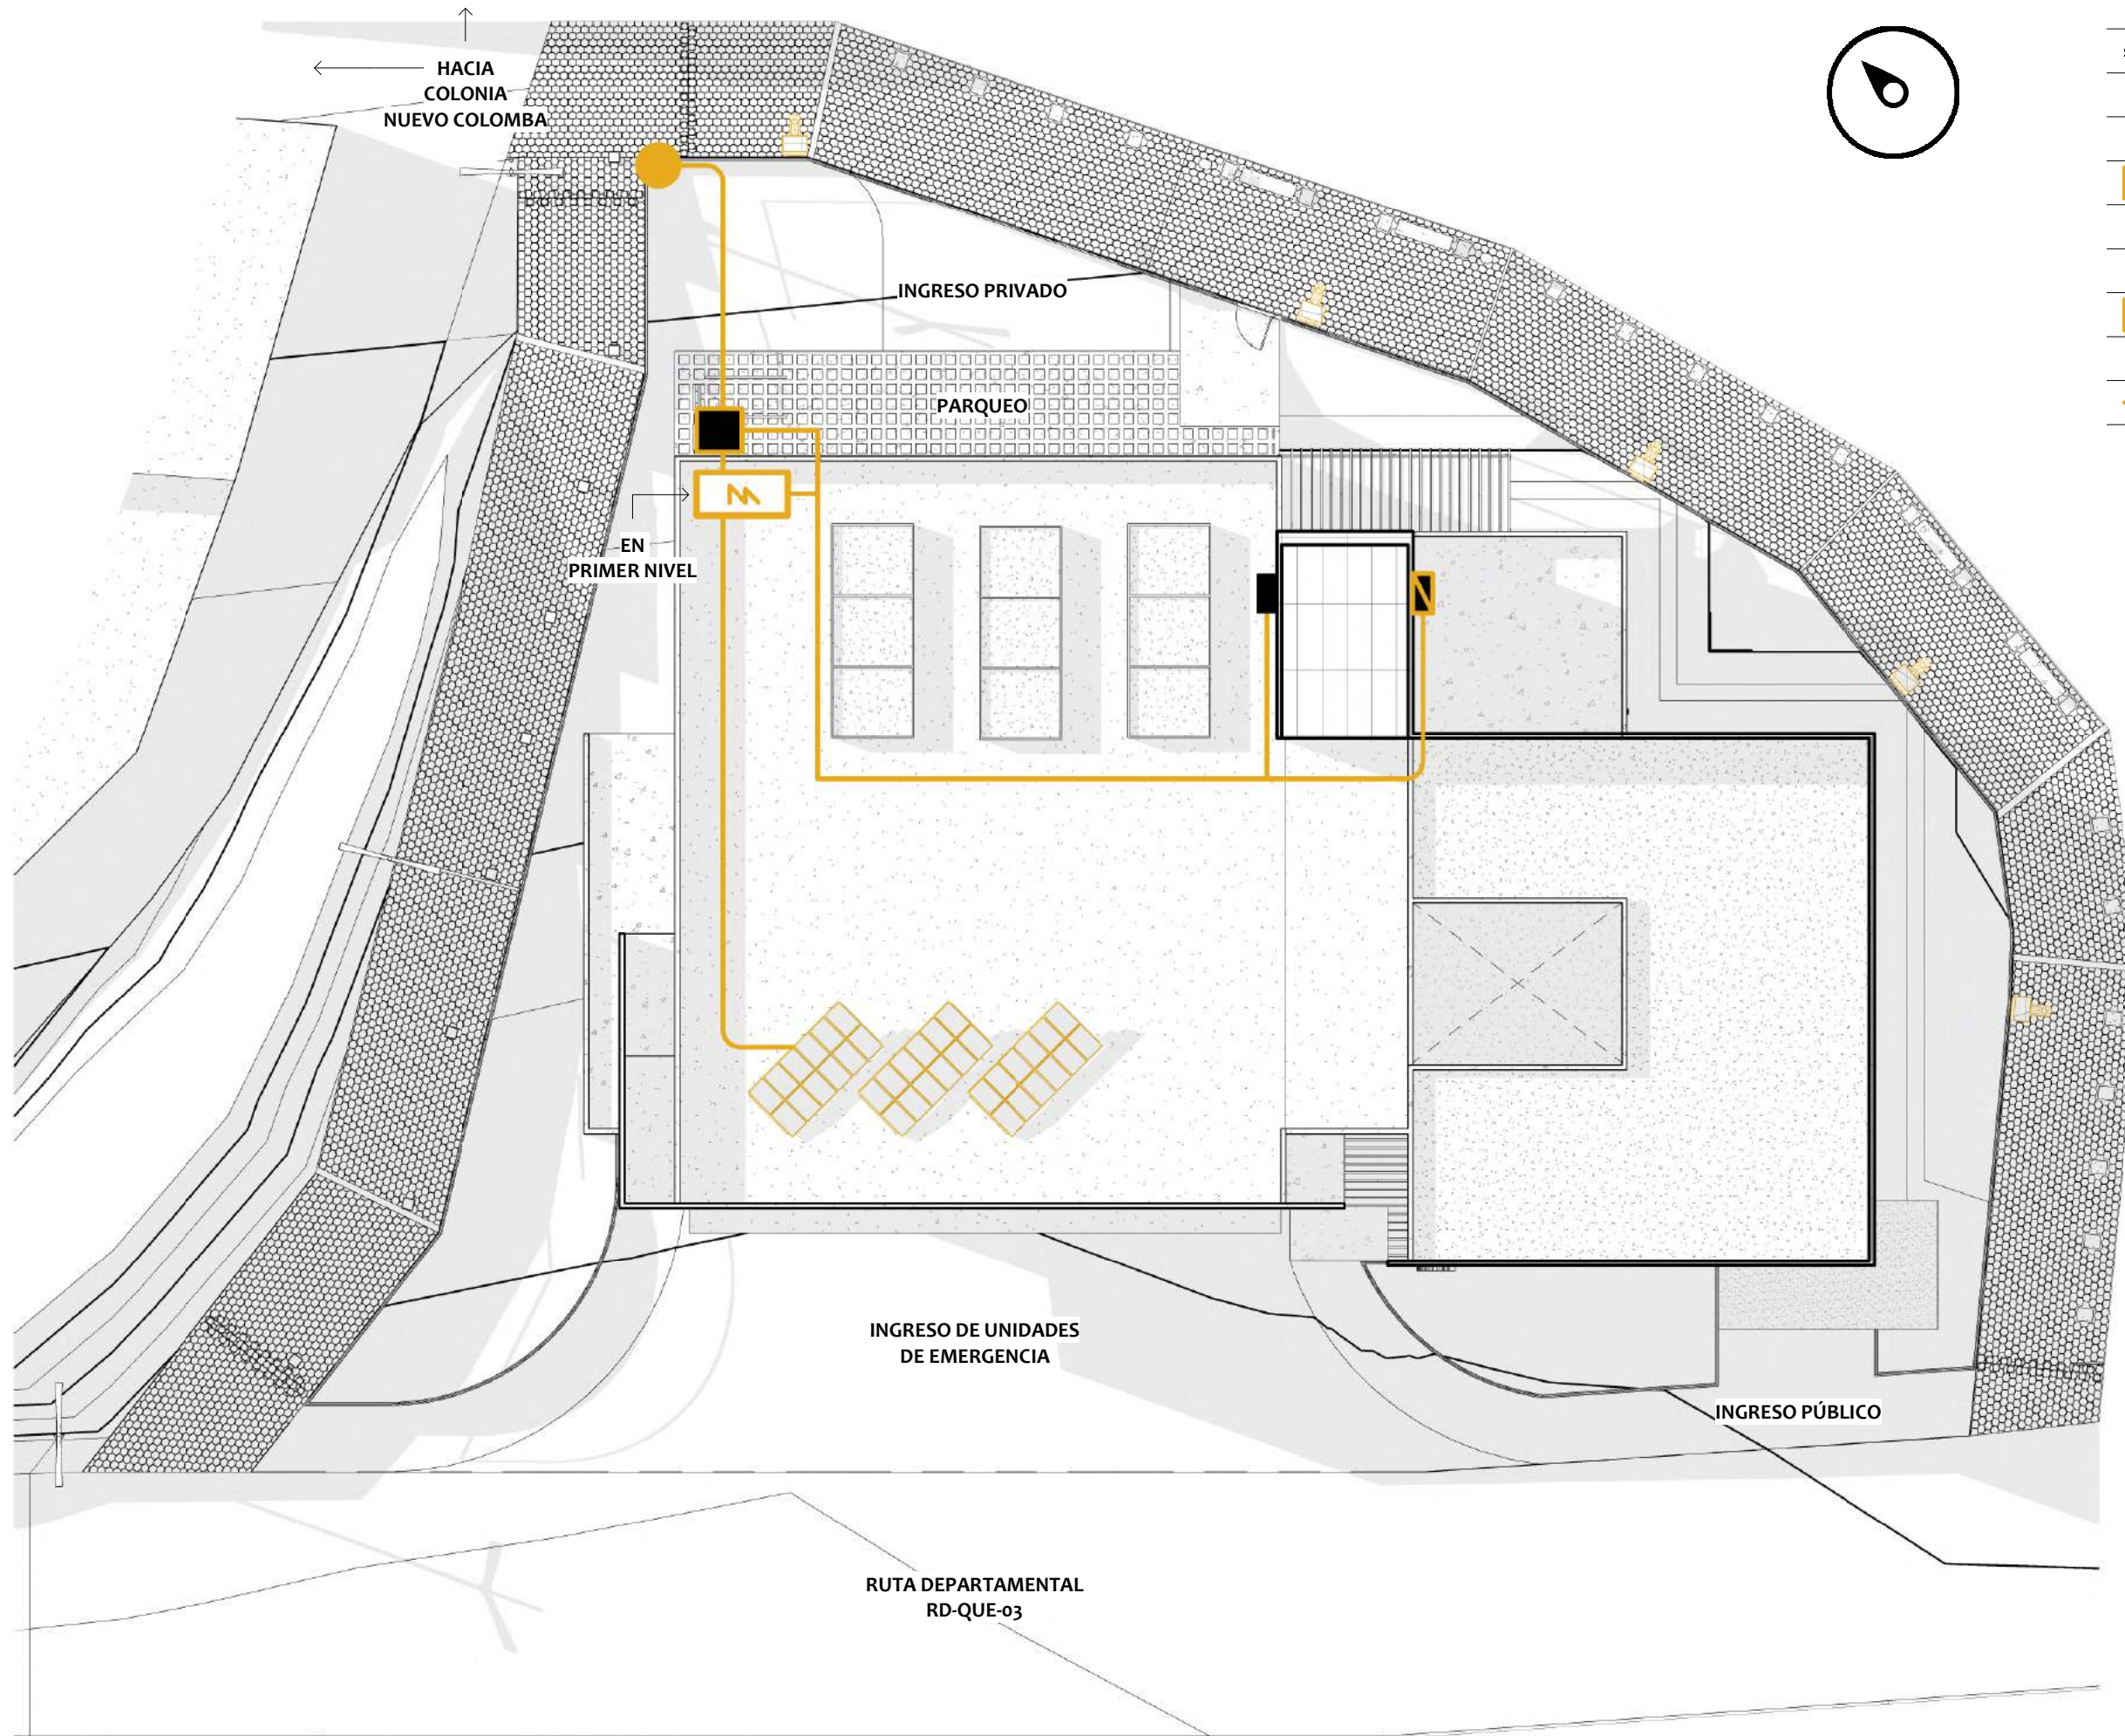 HACIA
COLONIA
NUEVO COLOMBA
INGRESO PRIVADO
PARQUEO
EN
PRIMER NIVEL
INGRESO DE UNIDADES
DE EMERGENCIA
INGRESO PÚBLICO
RUTA DEPARTAMENTAL
RD-QUE-03